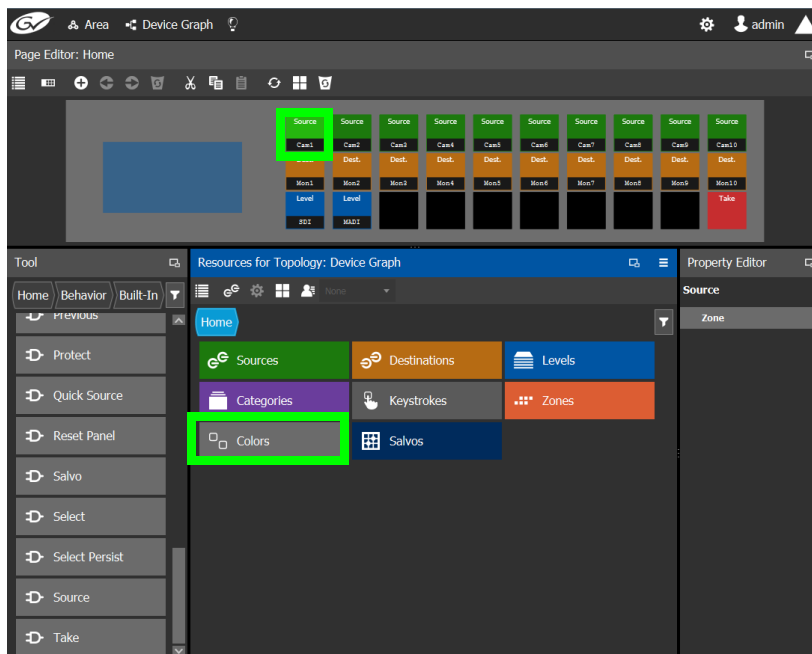 GV Area Device Graph admin
Page Editor: Home
Source Source Source Source Source Source Source Source Source Source
Cam1 Cam2 Cam3 Cam4 Cam5 Cam6 Cam7 Cam8 Cam9 Cam10
Dest. Dest. Dest. Dest. Dest. Dest. Dest. Dest. Dest.
Mon1 Mon2 Mon3 Mon4 Mon5 Mon6 Mon7 Mon8 Mon9 Mon10
Level Level Take
SDI MADI
Tool
Home Behavior Built-In
Previous
Protect
Quick Source
Reset Panel
Salvo
Select
Select Persist
Source
Take
Resources for Topology: Device Graph
None
Home
Sources Destinations Levels
Categories Keystrokes Zones
Colors Salvos
Property Editor
Source
Zone